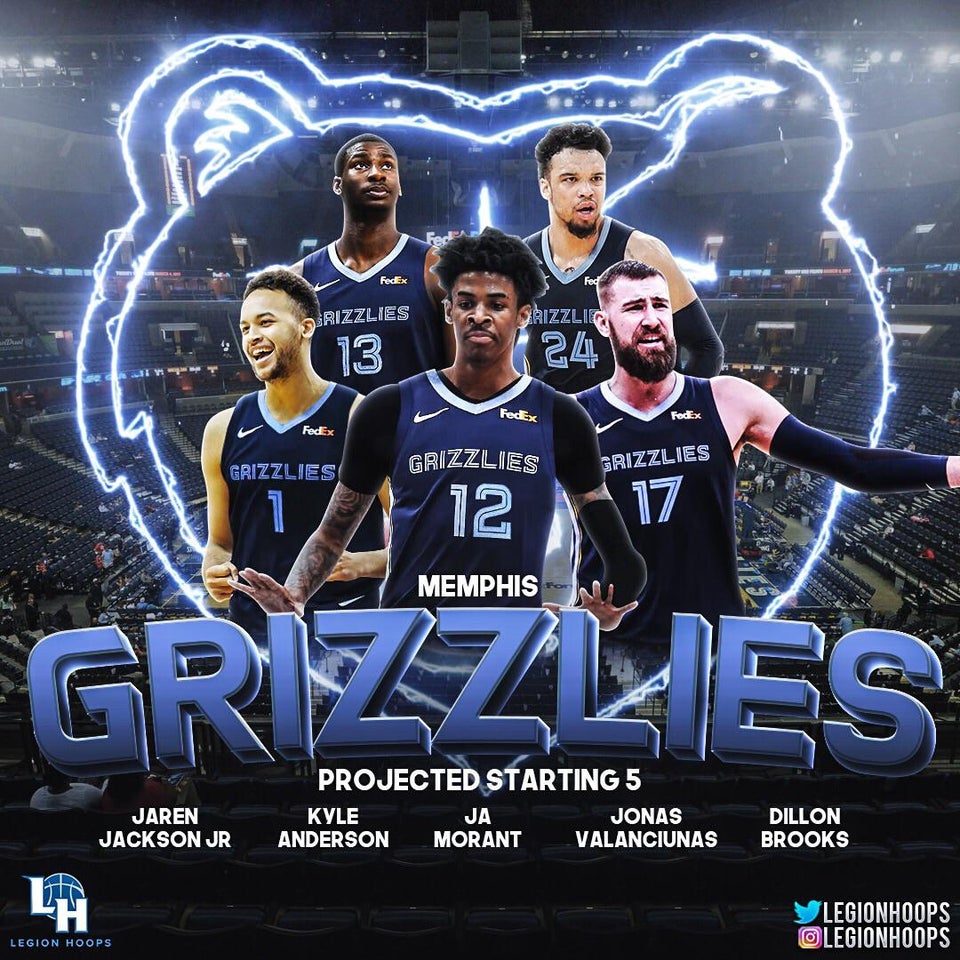 FedEx
FedEx
GRIZZLIES
GRIZZLIE
13
24
FedEx
FedEx
FedEx
GRIZZLIES
GRIZZLIES
GRIZZLIES
1
12
17
MEMPHIS
GRIZZLIES
PROJECTED STARTING 5
JAREN
JACKSON JR
KYLE
ANDERSON
JA
MORANT
JONAS
VALANCIUNAS
DILLON
BROOKS
LH
LEGION HOOPS
LEGIONHOOPS
LEGIONHOOPS